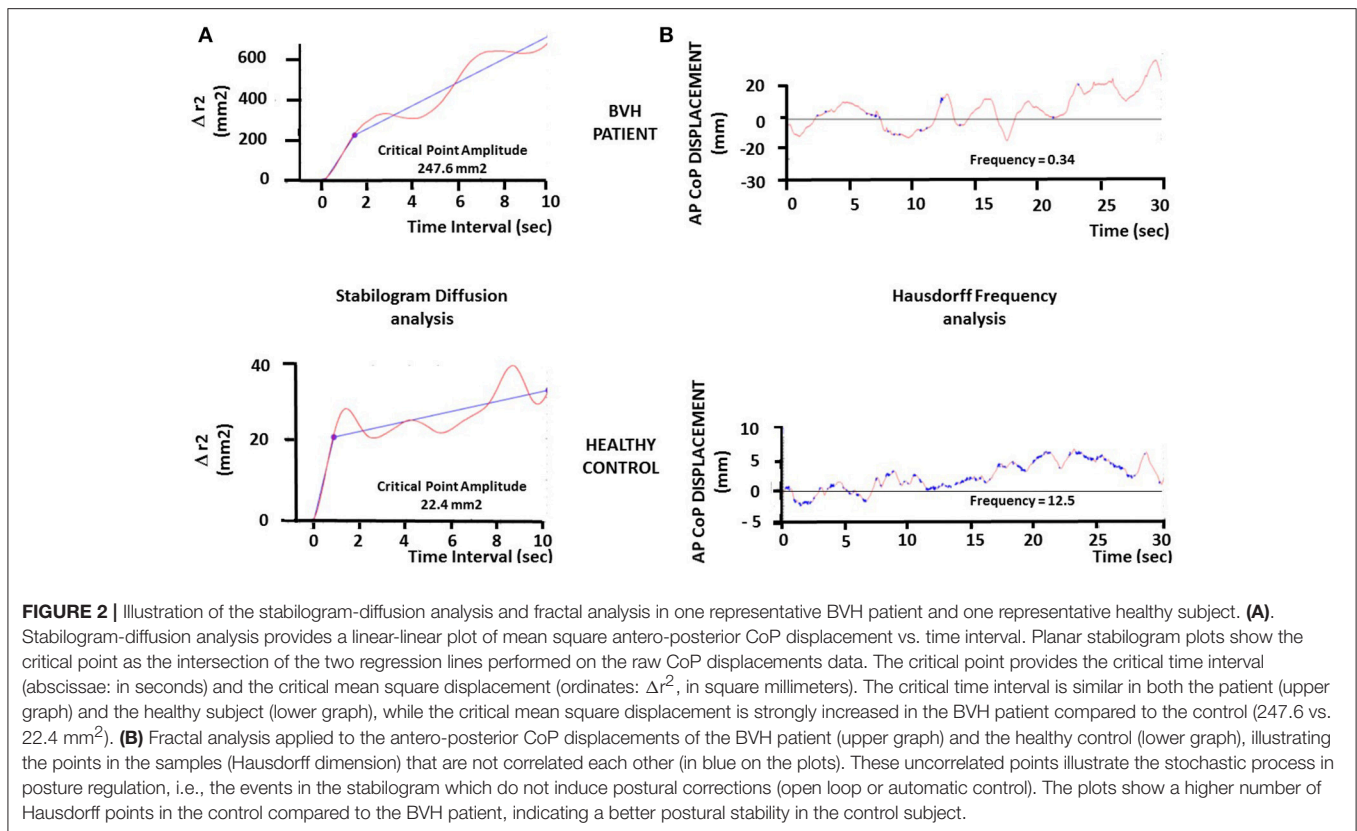 A
600
400
200
0
Δ r2
(mm2)
Critical Point Amplitude
247.6 mm2
0 2 4 6 8 10
Time Interval (sec)
BVH
PATIENT
B
20
0
-20
-30
AP CoP DISPLACEMENT
(mm)
Frequency = 0.34
0 5 10 15 20 25 30
Time (sec)
Stabilogram Diffusion
analysis
Hausdorff Frequency
analysis
40
20
0
Δ r2
(mm2)
Critical Point Amplitude
22.4 mm2
0 2 4 6 8 10
Time Interval (sec)
HEALTHY
CONTROL
10
5
0
- 5
AP CoP DISPLACEMENT
(mm)
Frequency = 12.5
0 5 10 15 20 25 30
Time (sec)
FIGURE 2 | Illustration of the stabilogram-diffusion analysis and fractal analysis in one representative BVH patient and one representative healthy subject. (A).
Stabilogram-diffusion analysis provides a linear-linear plot of mean square antero-posterior CoP displacement vs. time interval. Planar stabilogram plots show the
critical point as the intersection of the two regression lines performed on the raw CoP displacements data. The critical point provides the critical time interval
(abscissae: in seconds) and the critical mean square displacement (ordinates: Δr², in square millimeters). The critical time interval is similar in both the patient (upper
graph) and the healthy subject (lower graph), while the critical mean square displacement is strongly increased in the BVH patient compared to the control (247.6 vs.
22.4 mm²). (B) Fractal analysis applied to the antero-posterior CoP displacements of the BVH patient (upper graph) and the healthy control (lower graph), illustrating
the points in the samples (Hausdorff dimension) that are not correlated each other (in blue on the plots). These uncorrelated points illustrate the stochastic process in
posture regulation, i.e., the events in the stabilogram which do not induce postural corrections (open loop or automatic control). The plots show a higher number of
Hausdorff points in the control compared to the BVH patient, indicating a better postural stability in the control subject.